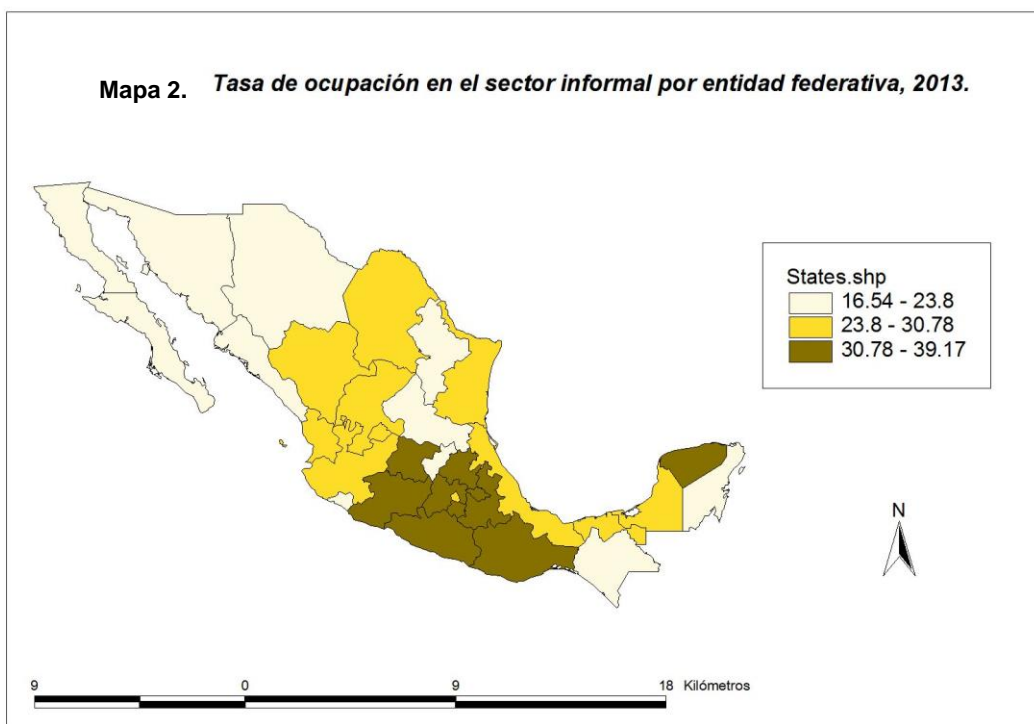 Mapa 2. Tasa de ocupación en el sector informal por entidad federativa, 2013.
States.shp
16.54 - 23.8
23.8 - 30.78
30.78 - 39.17
N
9 0 9 18 Kilómetros